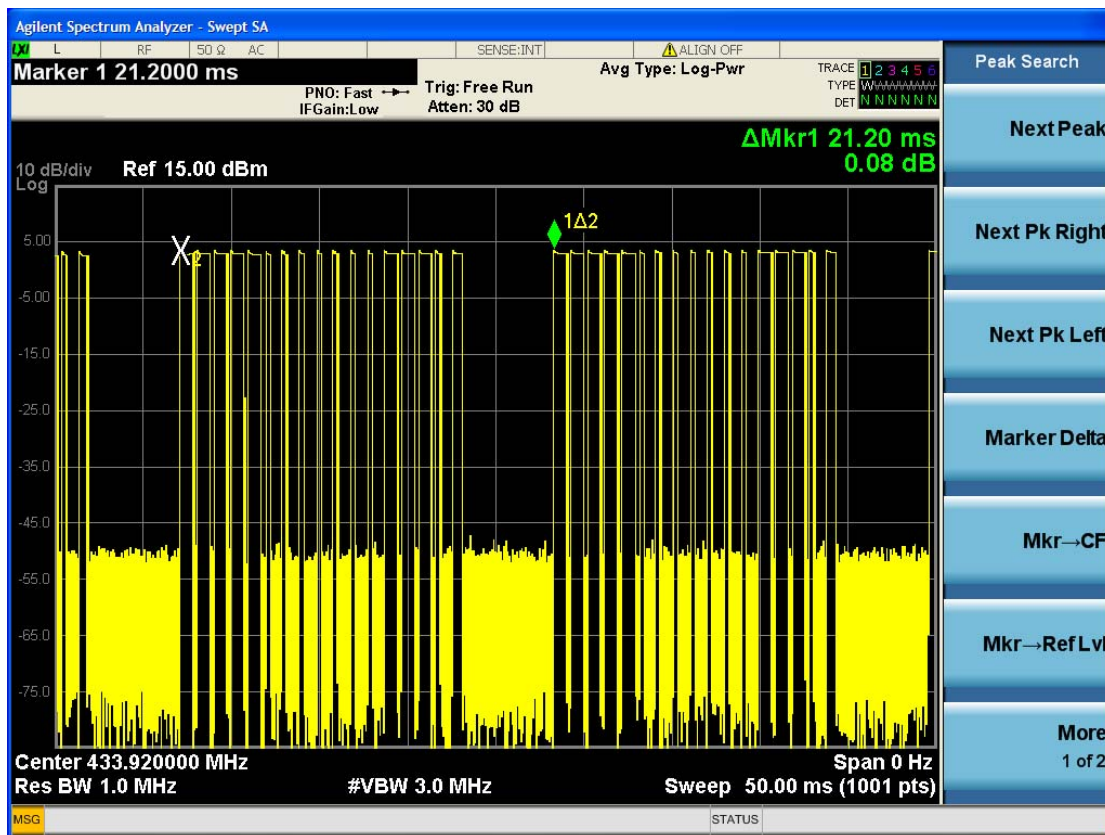 Agilent Spectrum Analyzer - Swept SA
LXI L RF 50 Ω AC SENSE:INT ALIGN OFF
Marker 1 21.2000 ms
PNO: Fast
IFGain:Low
Trig: Free Run
Atten: 30 dB
Avg Type: Log-Pwr
TRACE 1 2 3 4 5 6
TYPE WWWWWW
DET N N N N N N
ΔMkr1 21.20 ms
0.08 dB
10 dB/div Ref 15.00 dBm
Log
1Δ2
2
5.00
-5.00
-15.0
-25.0
-35.0
-45.0
-55.0
-65.0
-75.0
Center 433.920000 MHz Span 0 Hz
Res BW 1.0 MHz #VBW 3.0 MHz Sweep 50.00 ms (1001 pts)
MSG STATUS
Peak Search
Next Peak
Next Pk Right
Next Pk Left
Marker Delta
Mkr→CF
Mkr→Ref Lvl
More
1 of 2